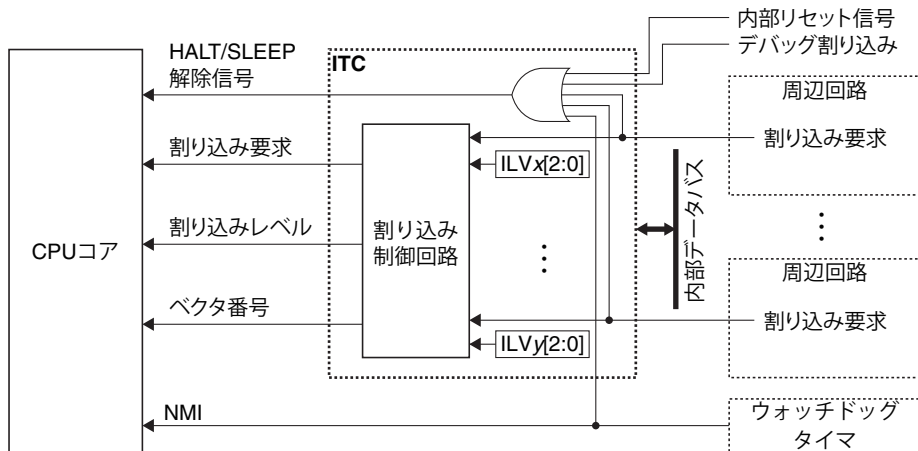 内部リセット信号
デバッグ割り込み
HALT/SLEEP
解除信号
ITC
周辺回路
割り込み要求
割り込み要求
ILVx[2:0]
割り込みレベル
CPUコア
割り込み
制御回路
⋮
内部データバス
⋮
周辺回路
ベクタ番号
割り込み要求
ILVy[2:0]
NMI
ウォッチドッグ
タイマ